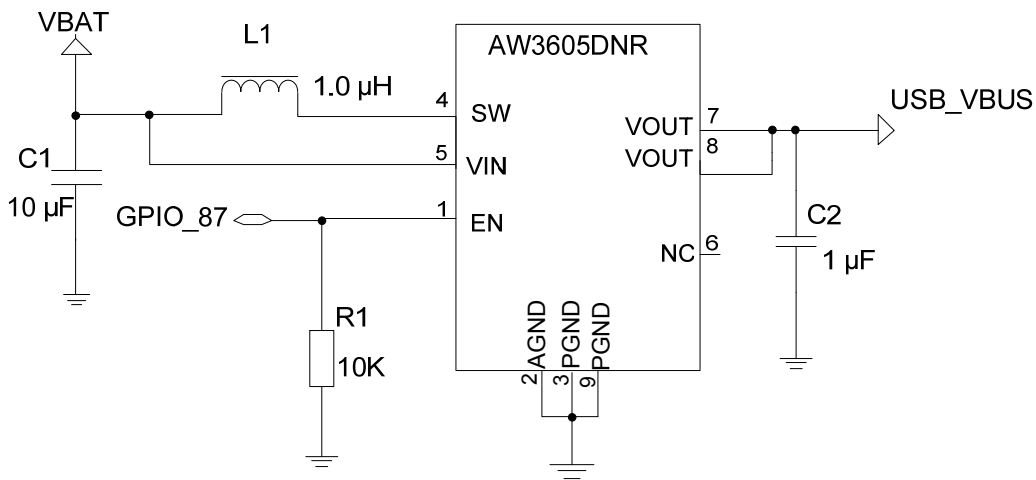 VBAT
L1
AW3605DNR
1.0 µH
4
SW
7
USB_VBUS
VOUT
8
VOUT
C1
5
VIN
10 µF
GPIO_87
1
EN
C2
6
NC
1 µF
R1
10K
AGND
PGND
PGND
2
3
9